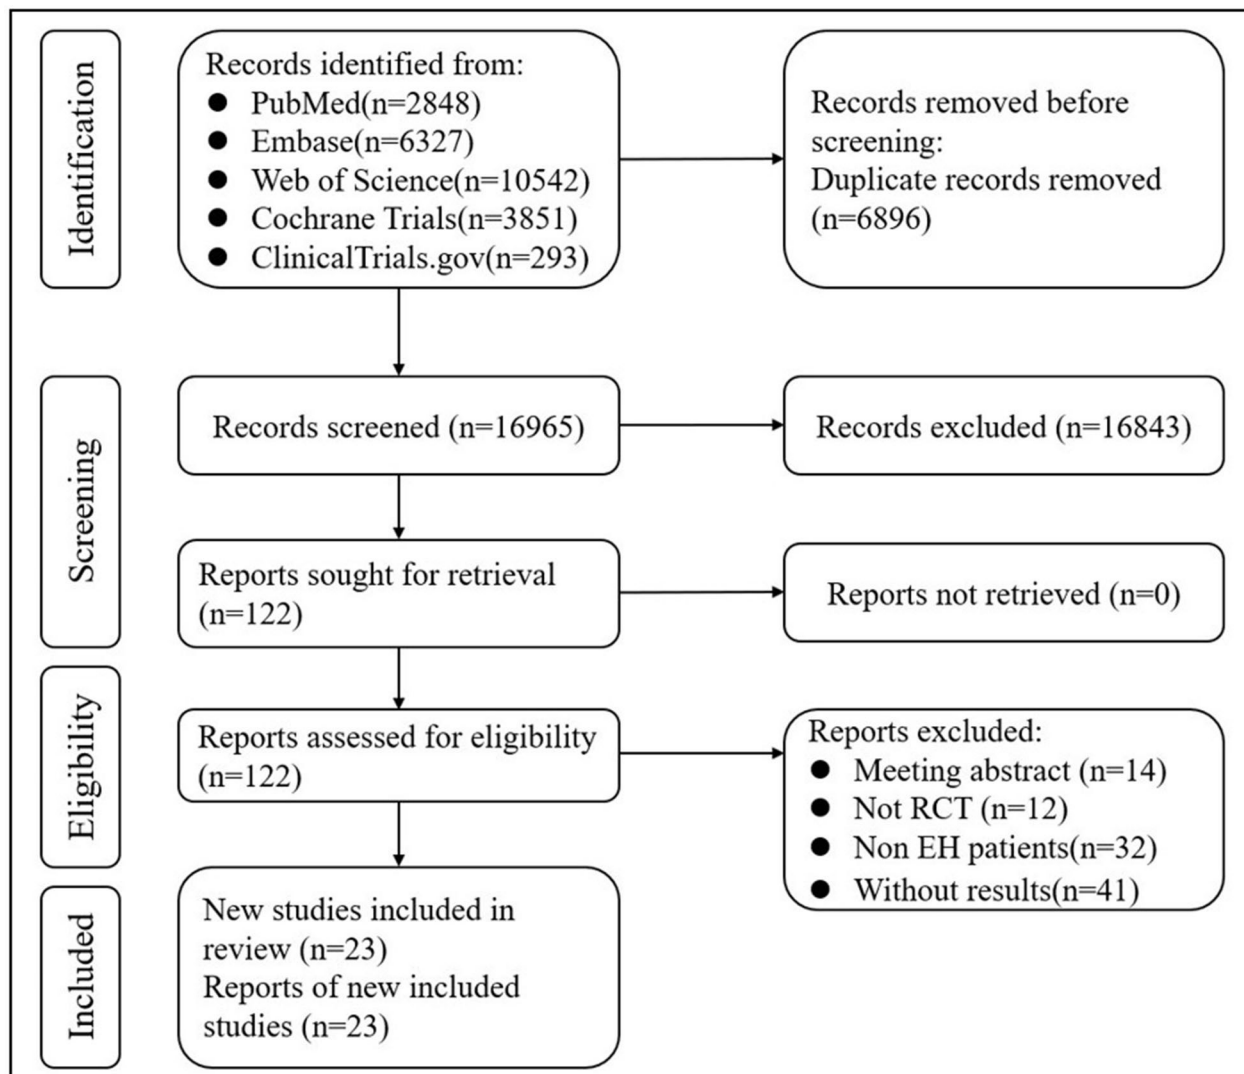 Identification
Records identified from:
● PubMed(n=2848)
● Embase(n=6327)
● Web of Science(n=10542)
● Cochrane Trials(n=3851)
● ClinicalTrials.gov(n=293)
Records removed before
screening:
Duplicate records removed
(n=6896)
Screening
Records screened (n=16965)
Records excluded (n=16843)
Reports sought for retrieval
(n=122)
Reports not retrieved (n=0)
Eligibility
Reports assessed for eligibility
(n=122)
Reports excluded:
● Meeting abstract (n=14)
● Not RCT (n=12)
● Non EH patients(n=32)
● Without results(n=41)
Included
New studies included in
review (n=23)
Reports of new included
studies (n=23)